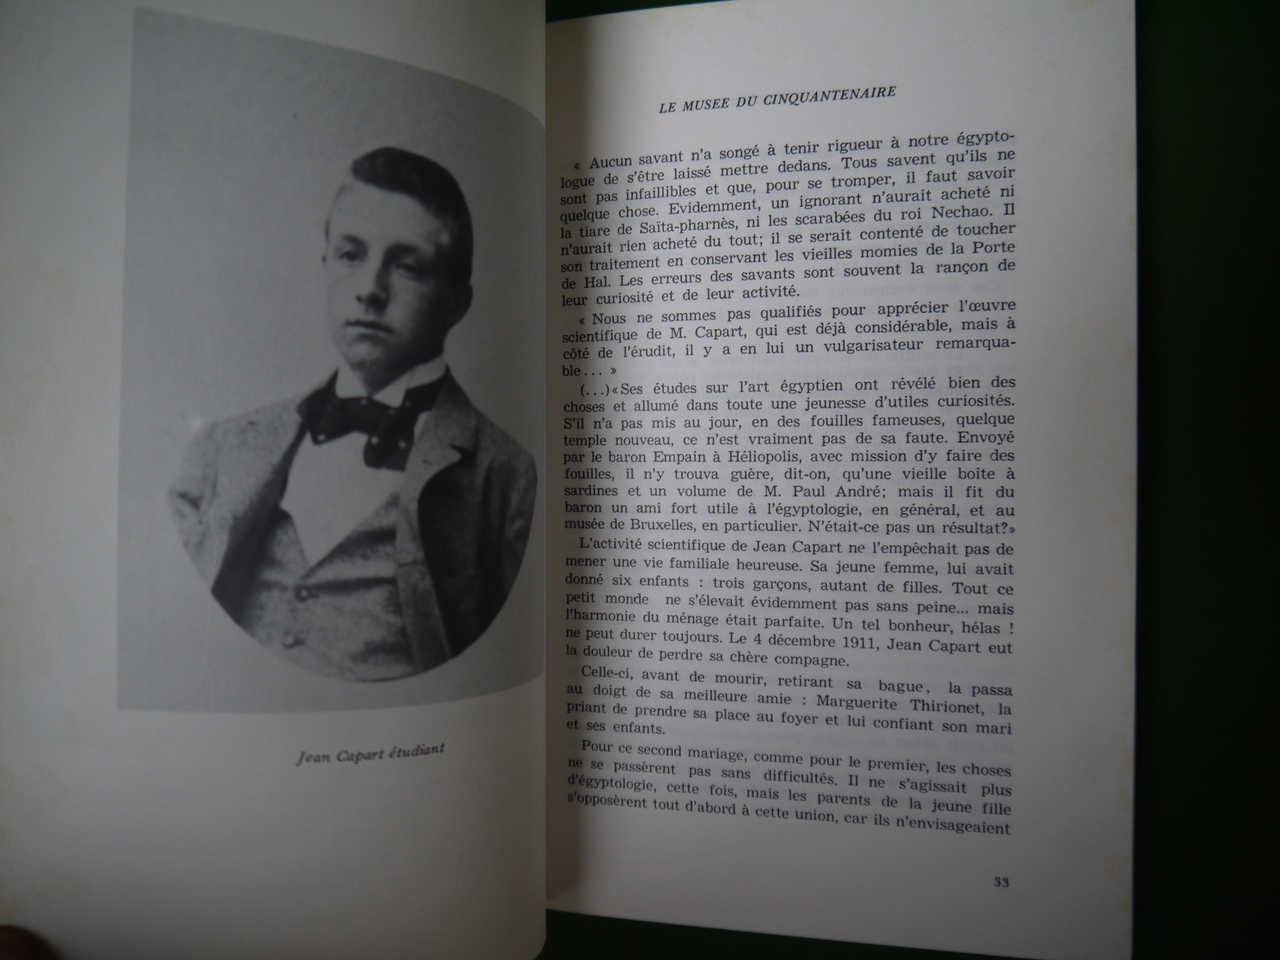 Jean Capart étudiant
LE MUSEE DU CINQUANTENAIRE
« Aucun savant n'a songé à tenir rigueur à notre égypto-
logue de s'être laissé mettre dedans. Tous savent qu'ils ne
sont pas infaillibles et que, pour se tromper, il faut savoir
quelque chose. Evidemment, un ignorant n'aurait acheté ni
la tiare de Saïta-pharnès, ni les scarabées du roi Nechao. Il
n'aurait rien acheté du tout; il se serait contenté de toucher
son traitement en conservant les vieilles momies de la Porte
de Hal. Les erreurs des savants sont souvent la rançon de
leur curiosité et de leur activité.
« Nous ne sommes pas qualifiés pour apprécier l'œuvre
scientifique de M. Capart, qui est déjà considérable, mais à
côté de l'érudit, il y a en lui un vulgarisateur remarqua-
ble... »
(...)«Ses études sur l'art égyptien ont révélé bien des
choses et allumé dans toute une jeunesse d'utiles curiosités.
S'il n'a pas mis au jour, en des fouilles fameuses, quelque
temple nouveau, ce n'est vraiment pas de sa faute. Envoyé
par le baron Empain à Héliopolis, avec mission d'y faire des
fouilles, il n'y trouva guère, dit-on, qu'une vieille boîte à
sardines et un volume de M. Paul André; mais il fit du
baron un ami fort utile à l'égyptologie, en général, et au
musée de Bruxelles, en particulier. N'était-ce pas un résultat?»
L'activité scientifique de Jean Capart ne l'empêchait pas de
mener une vie familiale heureuse. Sa jeune femme, lui avait
donné six enfants : trois garçons, autant de filles. Tout ce
petit monde ne s'élevait évidemment pas sans peine... mais
l'harmonie du ménage était parfaite. Un tel bonheur, hélas !
ne peut durer toujours. Le 4 décembre 1911, Jean Capart eut
la douleur de perdre sa chère compagne.
Celle-ci, avant de mourir, retirant sa bague, la passa
au doigt de sa meilleure amie : Marguerite Thirionet, la
priant de prendre sa place au foyer et lui confiant son mari
et ses enfants.
Pour ce second mariage, comme pour le premier, les choses
ne se passèrent pas sans difficultés. Il ne s'agissait plus
d'égyptologie, cette fois, mais les parents de la jeune fille
s'opposèrent tout d'abord à cette union, car ils n'envisageaient
33